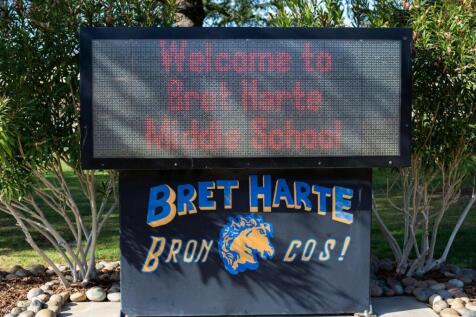 Welcome to
Bret Harte
Middle School
BRET HARTE
BRONCOS!